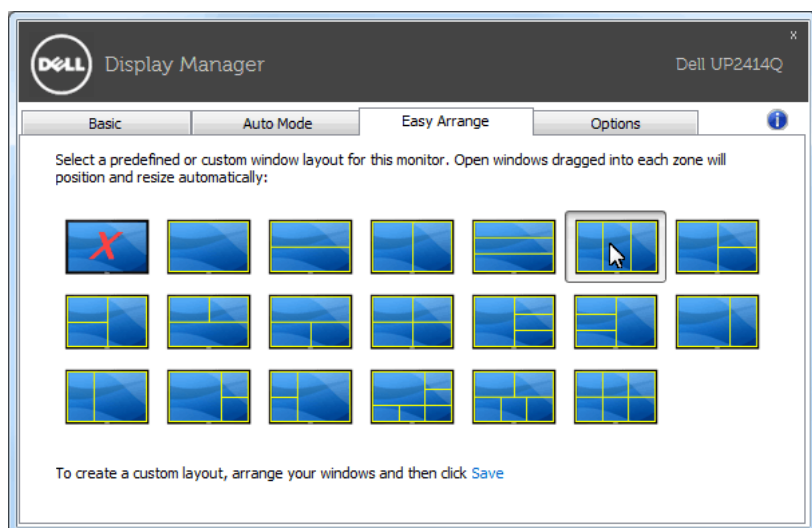 x
DELL Display Manager Dell UP2414Q
Basic Auto Mode Easy Arrange Options i
Select a predefined or custom window layout for this monitor. Open windows dragged into each zone will
position and resize automatically:
X
To create a custom layout, arrange your windows and then click Save